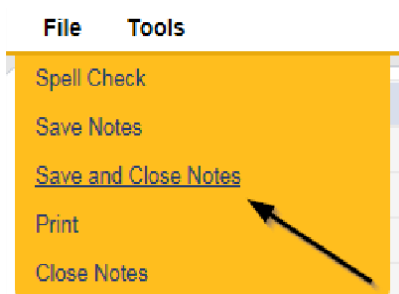 File Tools
Spell Check
Save Notes
Save and Close Notes
Print
Close Notes